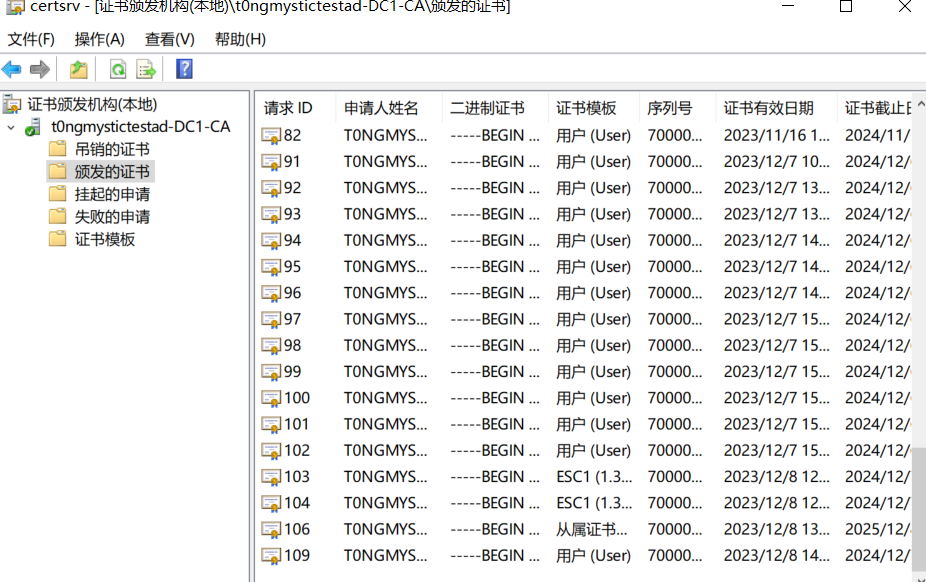 certsrv - [证书颁发机构(本地)\t0ngmystictestad-DC1-CA\颁发的证书]
文件(F) 操作(A) 查看(V) 帮助(H)
证书颁发机构(本地)
t0ngmystictestad-DC1-CA
吊销的证书
颁发的证书
挂起的申请
失败的申请
证书模板
请求 ID 申请人姓名 二进制证书 证书模板 序列号 证书有效日期 证书截止日
82 T0NGMYS... -----BEGIN ... 用户 (User) 70000... 2023/11/16 1... 2024/11/
91 T0NGMYS... -----BEGIN ... 用户 (User) 70000... 2023/12/7 10... 2024/12/
92 T0NGMYS... -----BEGIN ... 用户 (User) 70000... 2023/12/7 13... 2024/12/
93 T0NGMYS... -----BEGIN ... 用户 (User) 70000... 2023/12/7 13... 2024/12/
94 T0NGMYS... -----BEGIN ... 用户 (User) 70000... 2023/12/7 14... 2024/12/
95 T0NGMYS... -----BEGIN ... 用户 (User) 70000... 2023/12/7 14... 2024/12/
96 T0NGMYS... -----BEGIN ... 用户 (User) 70000... 2023/12/7 14... 2024/12/
97 T0NGMYS... -----BEGIN ... 用户 (User) 70000... 2023/12/7 15... 2024/12/
98 T0NGMYS... -----BEGIN ... 用户 (User) 70000... 2023/12/7 15... 2024/12/
99 T0NGMYS... -----BEGIN ... 用户 (User) 70000... 2023/12/7 15... 2024/12/
100 T0NGMYS... -----BEGIN ... 用户 (User) 70000... 2023/12/7 15... 2024/12/
101 T0NGMYS... -----BEGIN ... 用户 (User) 70000... 2023/12/7 15... 2024/12/
102 T0NGMYS... -----BEGIN ... 用户 (User) 70000... 2023/12/7 15... 2024/12/
103 T0NGMYS... -----BEGIN ... ESC1 (1.3... 70000... 2023/12/8 12... 2024/12/
104 T0NGMYS... -----BEGIN ... ESC1 (1.3... 70000... 2023/12/8 12... 2024/12/
106 T0NGMYS... -----BEGIN ... 从属证书... 70000... 2023/12/8 13... 2025/12/
109 T0NGMYS... -----BEGIN ... 用户 (User) 70000... 2023/12/8 14... 2024/12/